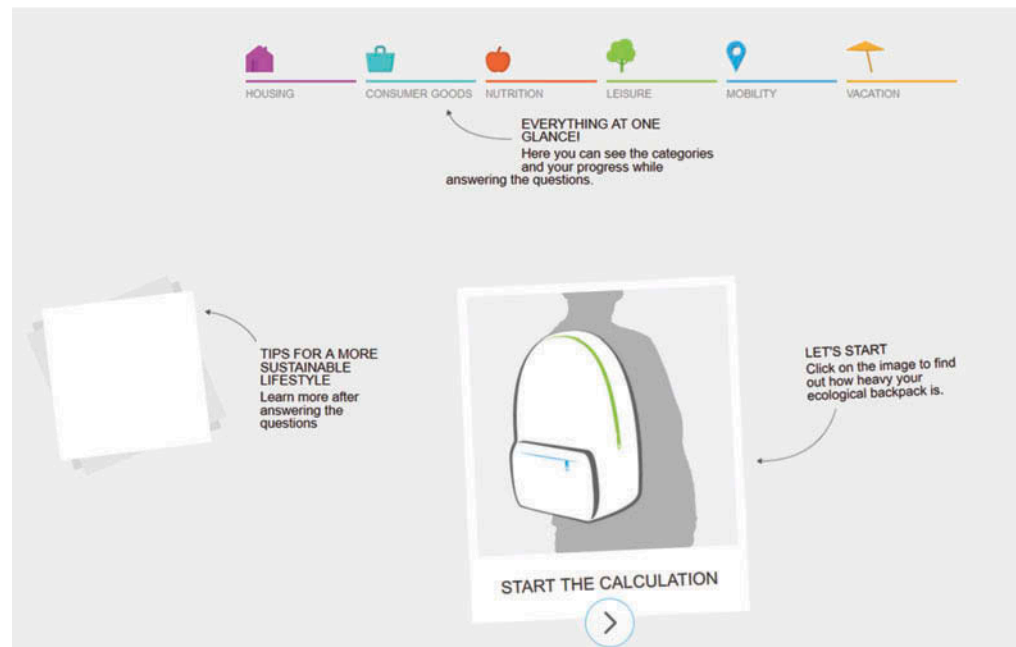 HOUSING
CONSUMER GOODS
NUTRITION
LEISURE
MOBILITY
VACATION
EVERYTHING AT ONE
GLANCE!
Here you can see the categories
and your progress while
answering the questions.
TIPS FOR A MORE
SUSTAINABLE
LIFESTYLE
Learn more after
answering the
questions
LET'S START
Click on the image to find
out how heavy your
ecological backpack is.
START THE CALCULATION